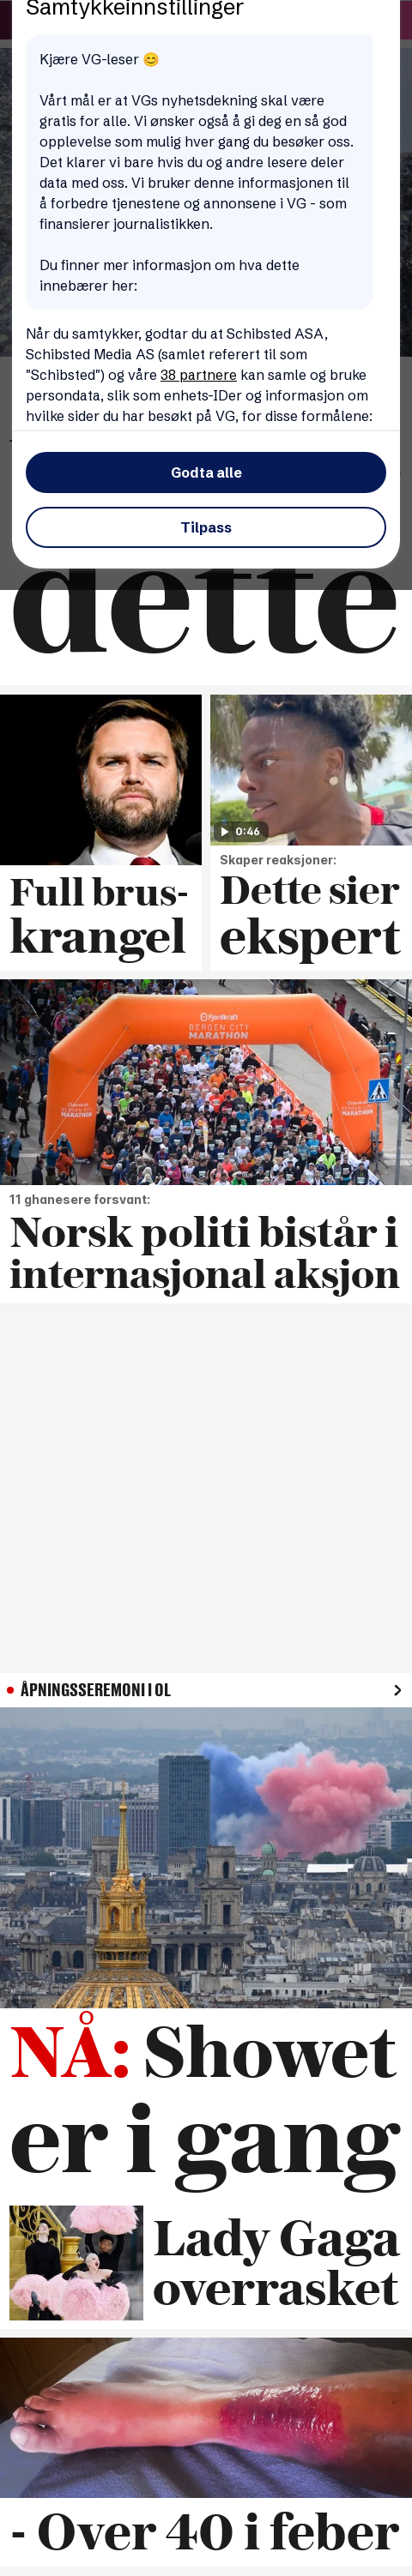 Samtykkeinnstillinger
Kjære VG-leser 😊
Vårt mål er at VGs nyhetsdekning skal være
gratis for alle. Vi ønsker også å gi deg en så god
opplevelse som mulig hver gang du besøker oss.
Det klarer vi bare hvis du og andre lesere deler
data med oss. Vi bruker denne informasjonen til
å forbedre tjenestene og annonsene i VG - som
finansierer journalistikken.
Du finner mer informasjon om hva dette
innebærer her:
Når du samtykker, godtar du at Schibsted ASA,
Schibsted Media AS (samlet referert til som
"Schibsted") og våre 38 partnere kan samle og bruke
persondata, slik som enhets-IDer og informasjon om
hvilke sider du har besøkt på VG, for disse formålene:
Godta alle
Tilpass
dette
0:46
Skaper reaksjoner:
Full brus-
krangel
Dette sier
ekspert
Fjordkraft
BERGEN CITY
MARATHON
BERGEN CITY
MARATHON
BERGEN CITY
MARATHON
11 ghanesere forsvant:
Norsk politi bistår i
internasjonal aksjon
ÅPNINGSSEREMONI I OL
NÅ: Showet
er i gang
Lady Gaga
overrasket
- Over 40 i feber